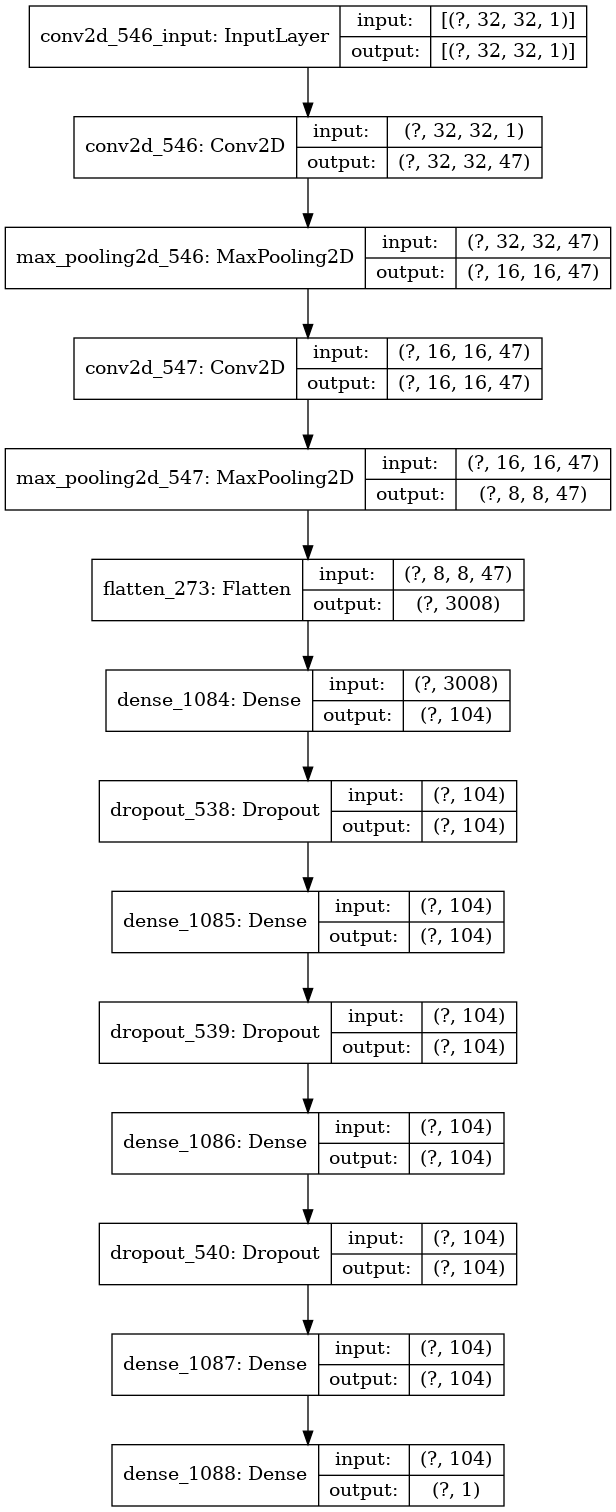 conv2d_546_input: InputLayer
input: [(?, 32, 32, 1)]
output: [(?, 32, 32, 1)]
conv2d_546: Conv2D
input: (?, 32, 32, 1)
output: (?, 32, 32, 47)
max_pooling2d_546: MaxPooling2D
input: (?, 32, 32, 47)
output: (?, 16, 16, 47)
conv2d_547: Conv2D
input: (?, 16, 16, 47)
output: (?, 16, 16, 47)
max_pooling2d_547: MaxPooling2D
input: (?, 16, 16, 47)
output: (?, 8, 8, 47)
flatten_273: Flatten
input: (?, 8, 8, 47)
output: (?, 3008)
dense_1084: Dense
input: (?, 3008)
output: (?, 104)
dropout_538: Dropout
input: (?, 104)
output: (?, 104)
dense_1085: Dense
input: (?, 104)
output: (?, 104)
dropout_539: Dropout
input: (?, 104)
output: (?, 104)
dense_1086: Dense
input: (?, 104)
output: (?, 104)
dropout_540: Dropout
input: (?, 104)
output: (?, 104)
dense_1087: Dense
input: (?, 104)
output: (?, 104)
dense_1088: Dense
input: (?, 104)
output: (?, 1)